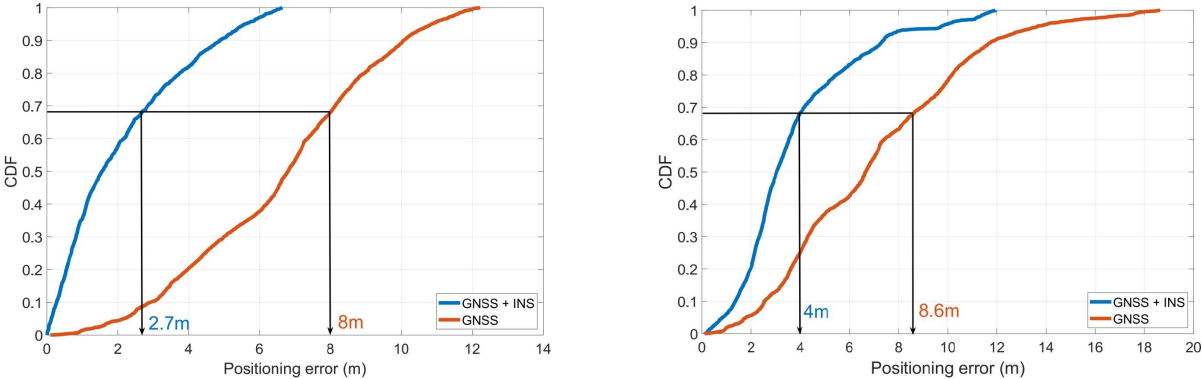 1
0.9
0.8
0.7
0.6
0.5
0.4
0.3
0.2
0.1
0
CDF
0 2 4 6 8 10 12 14
Positioning error (m)
2.7m
8m
GNSS + INS
GNSS
1
0.9
0.8
0.7
0.6
0.5
0.4
0.3
0.2
0.1
0
CDF
0 2 4 6 8 10 12 14 16 18 20
Positioning error (m)
4m
8.6m
GNSS + INS
GNSS